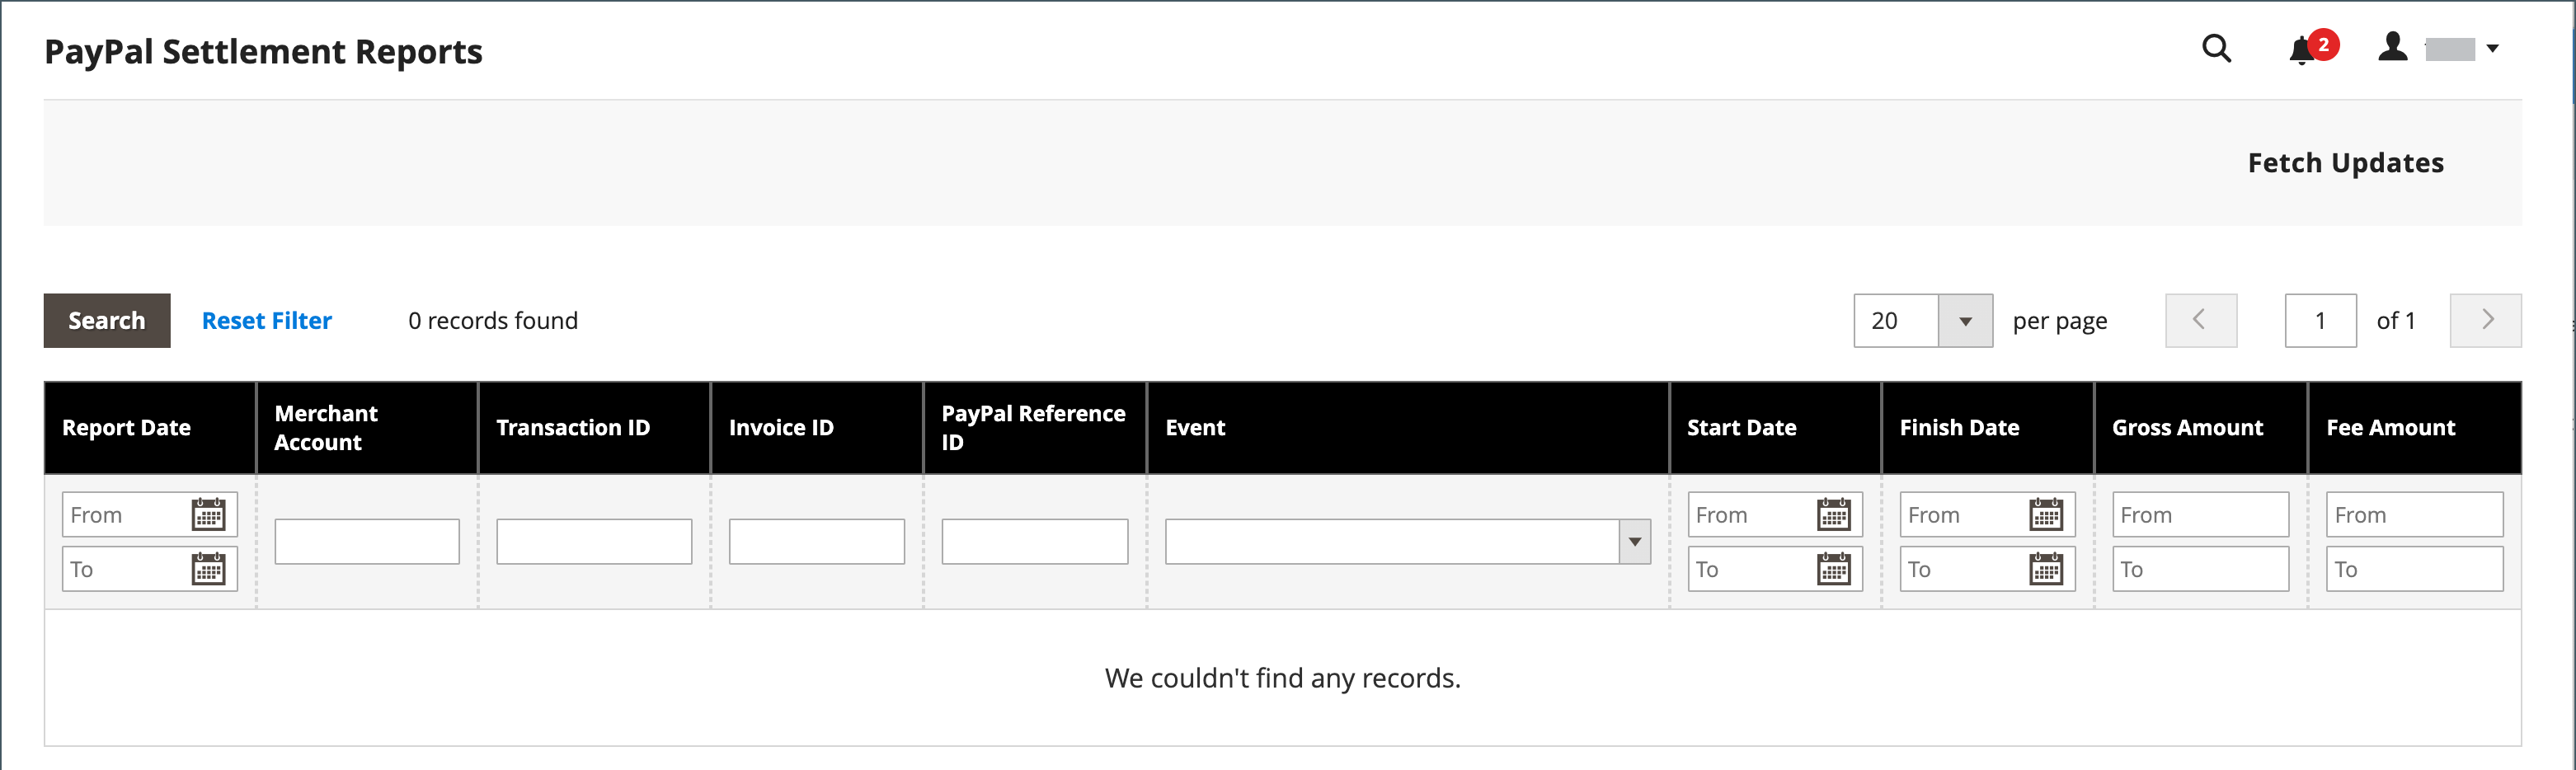 PayPal Settlement Reports
2
Fetch Updates
Search Reset Filter 0 records found 20 per page 1 of 1
Report Date Merchant Account Transaction ID Invoice ID PayPal Reference ID Event Start Date Finish Date Gross Amount Fee Amount
From From From From From
To To To To To
We couldn't find any records.